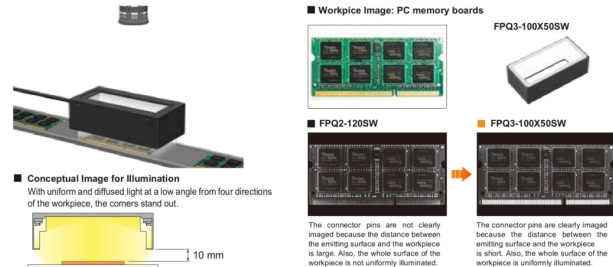 ■ Workpice Image: PC memory boards
FPQ3-100X50SW
■ FPQ2-120SW
■ FPQ3-100X50SW
■ Conceptual Image for Illumination
With uniform and diffused light at a low angle from four directions
of the workpiece, the corners stand out.
10 mm
The connector pins are not clearly
imaged because the distance between
the emitting surface and the workpiece
is large. Also, the whole surface of the
workpiece is not uniformly illuminated.
The connector pins are clearly imaged
because the distance between the
emitting surface and the workpiece
is short. Also, the whole surface of the
workpiece is uniformly illuminated.